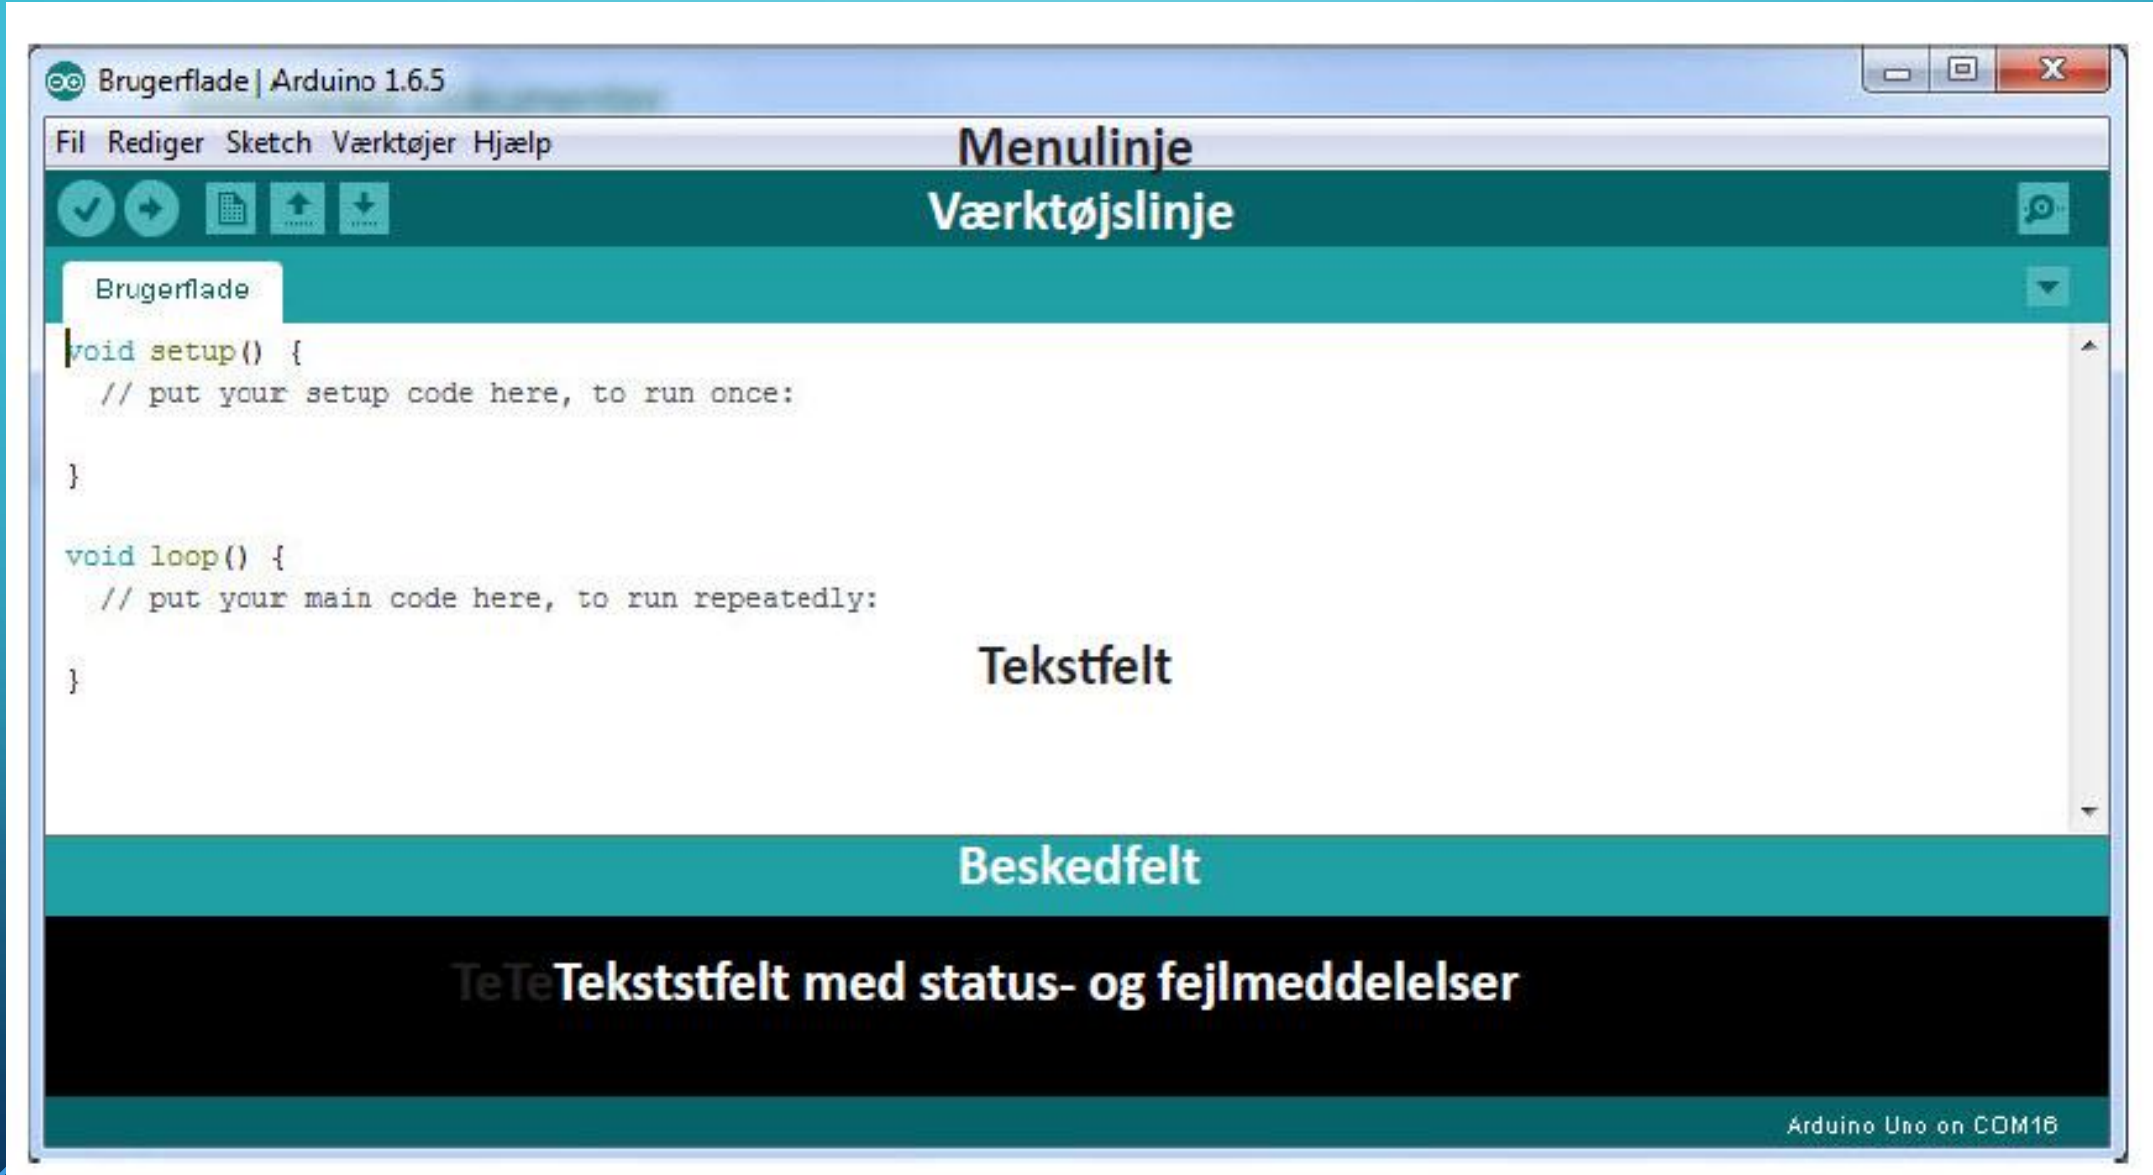 Brugerflade | Arduino 1.6.5
Fil Rediger Sketch Værktøjer Hjælp
Menulinje
Værktøjslinje
Brugerflade
void setup() {
// put your setup code here, to run once:
}
void loop() {
// put your main code here, to run repeatedly:
}
Tekstfelt
Beskedfelt
TeTeTekststfelt med status- og fejlmeddelelser
Arduino Uno on COM16